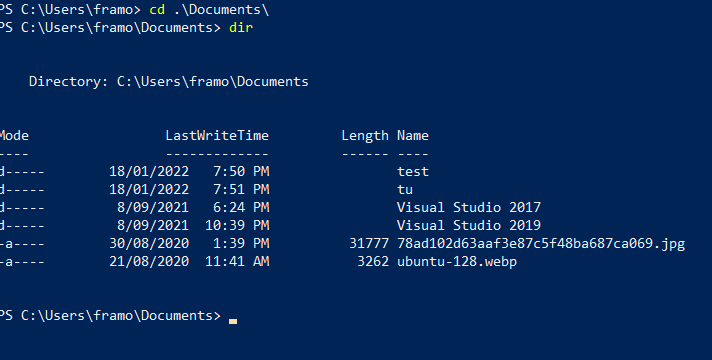 PS C:\Users\framo> cd .\Documents\
PS C:\Users\framo\Documents> dir
Directory: C:\Users\framo\Documents
Mode LastWriteTime Length Name
---- ------------- ------ ----
d----- 18/01/2022 7:50 PM test
d----- 18/01/2022 7:51 PM tu
d----- 8/09/2021 6:24 PM Visual Studio 2017
d----- 8/09/2021 10:39 PM Visual Studio 2019
-a---- 30/08/2020 1:39 PM 31777 78ad102d63aaf3e87c5f48ba687ca069.jpg
-a---- 21/08/2020 11:41 AM 3262 ubuntu-128.webp
PS C:\Users\framo\Documents>